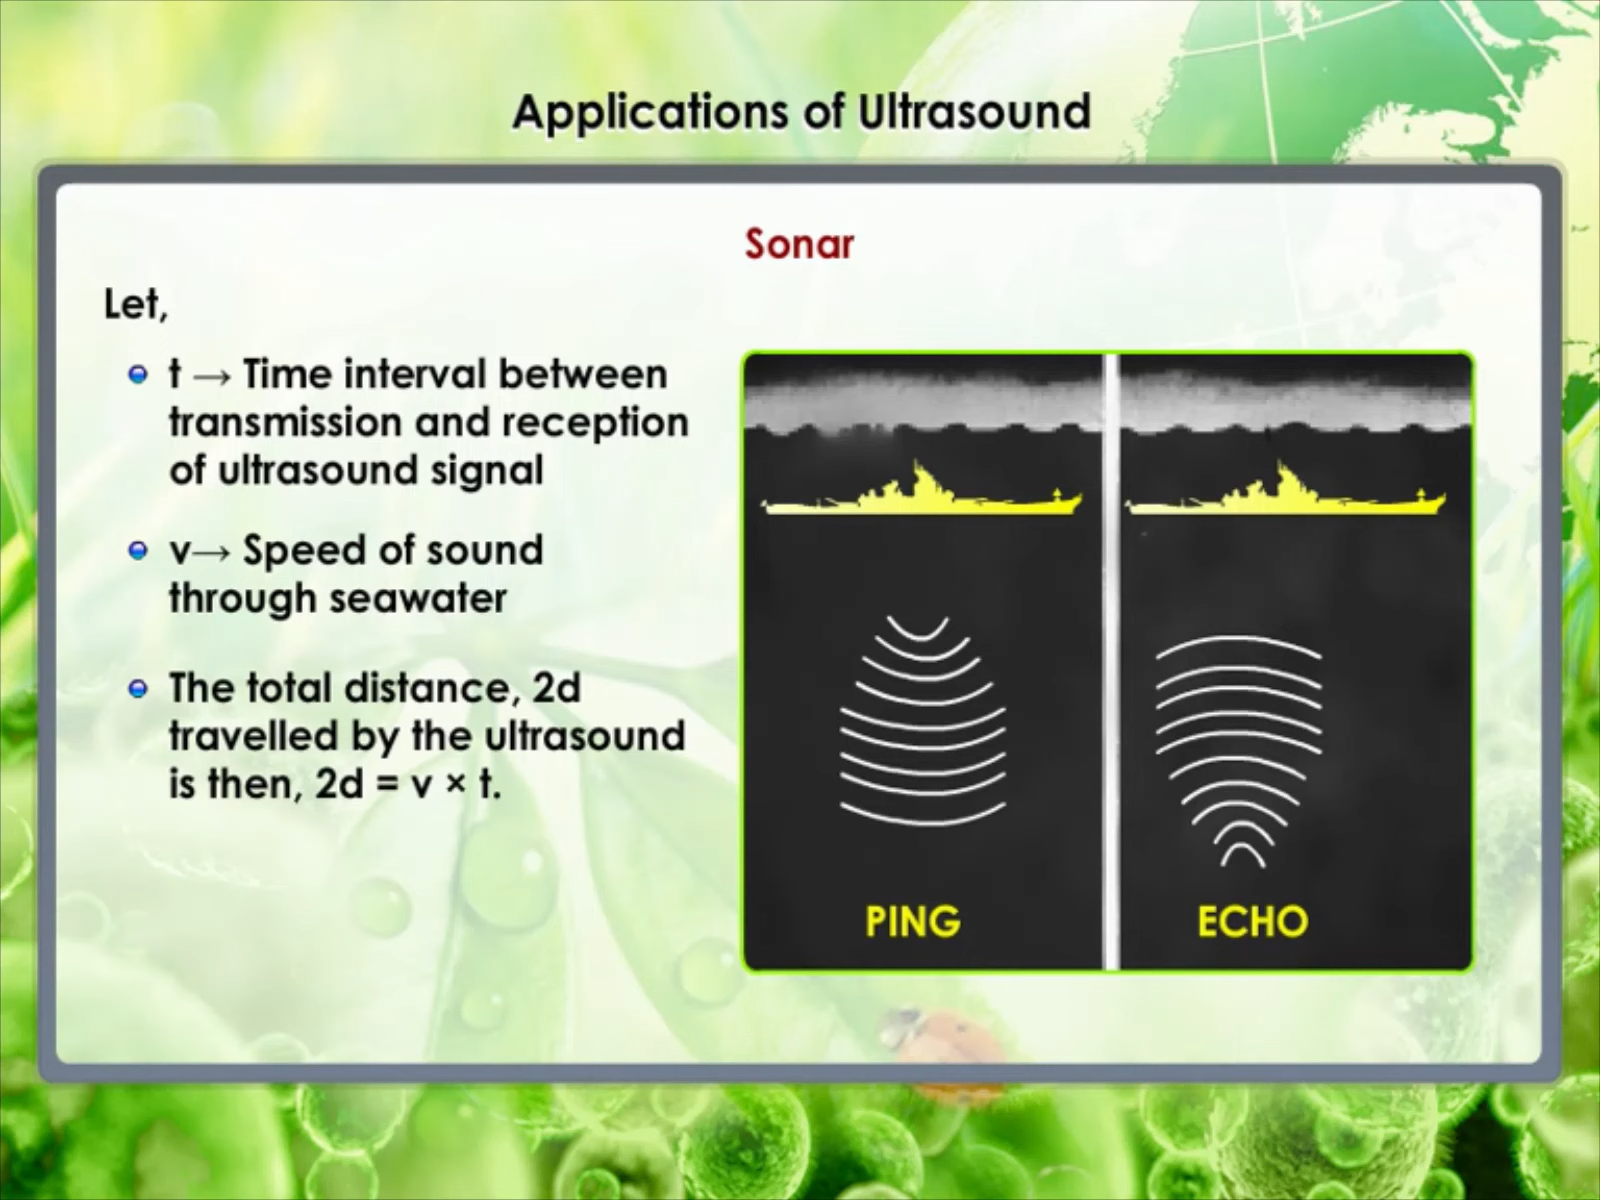 Applications of Ultrasound
Sonar
Let,
t → Time interval between
transmission and reception
of ultrasound signal
v→ Speed of sound
through seawater
The total distance, 2d
travelled by the ultrasound
is then, 2d = v × t.
PING
ECHO